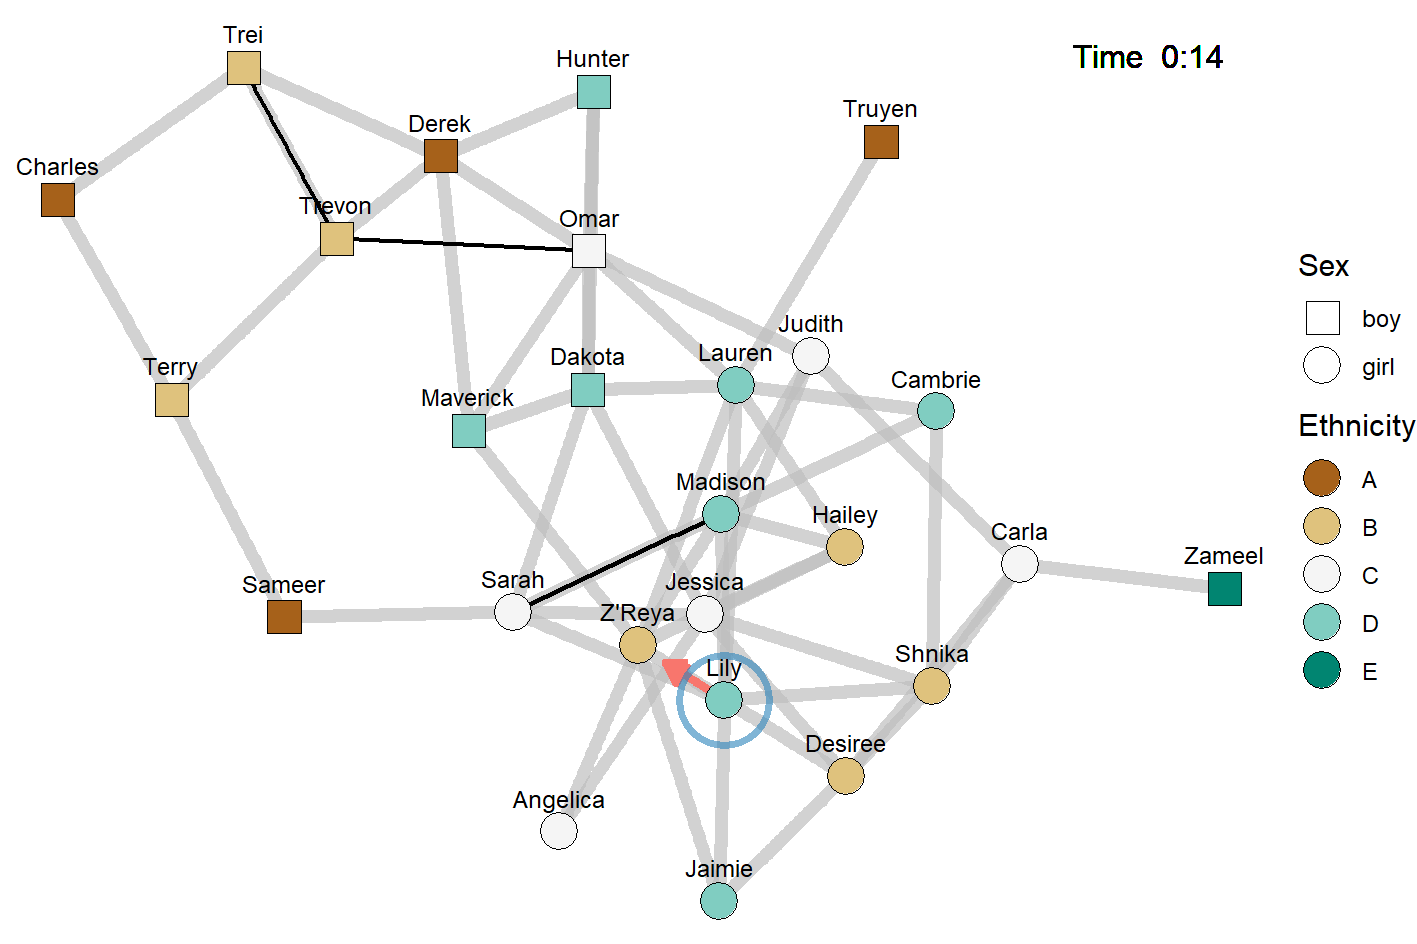 Trei
Hunter
Time  0:14
Truyen
Derek
Charles
Trevon
Omar
Sex
boy
Judith
Lauren
Dakota
girl
Terry
Cambrie
Maverick
Ethnicity
A
Madison
Hailey
B
Carla
Zameel
Sameer
Sarah
Jessica
C
Z'Reya
D
Lily
Shnika
E
Desiree
Angelica
Jaimie